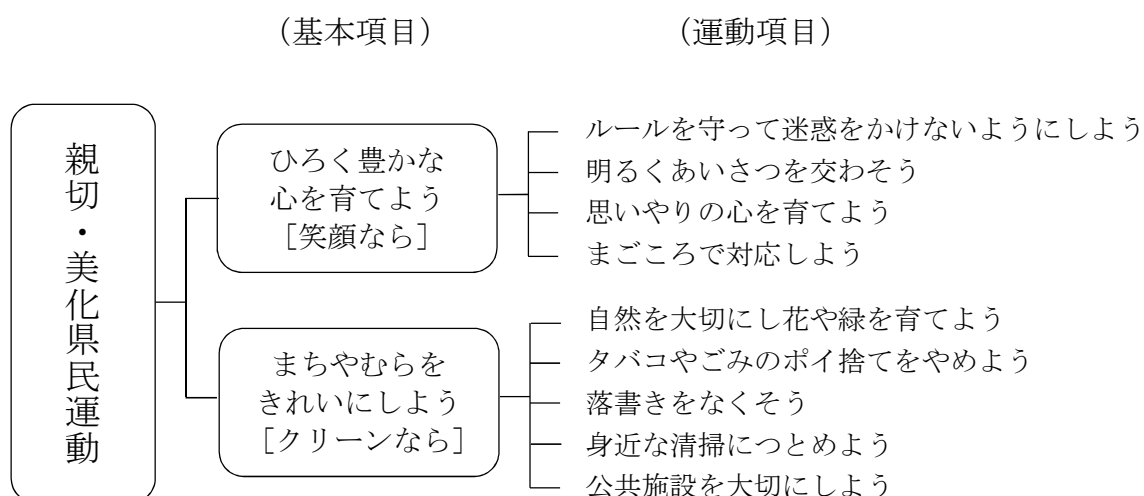 （基本項目）
（運動項目）
親切・美化県民運動
ひろく豊かな
心を育てよう
［笑顔なら］
ルールを守って迷惑をかけないようにしよう
明るくあいさつを交わそう
思いやりの心を育てよう
まごころで対応しよう
まちやむらを
きれいにしよう
［クリーンなら］
自然を大切にし花や緑を育てよう
タバコやごみのポイ捨てをやめよう
落書きをなくそう
身近な清掃につとめよう
公共施設を大切にしよう